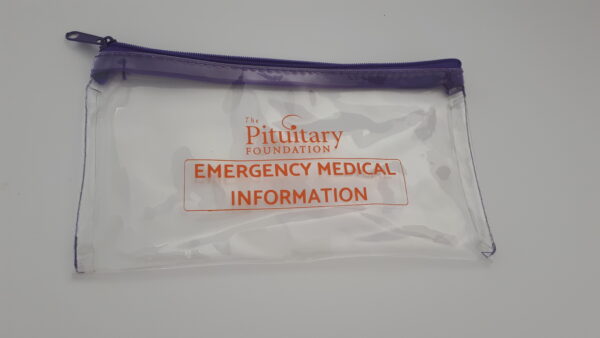 The
Pituitary
FOUNDATION
EMERGENCY MEDICAL
INFORMATION